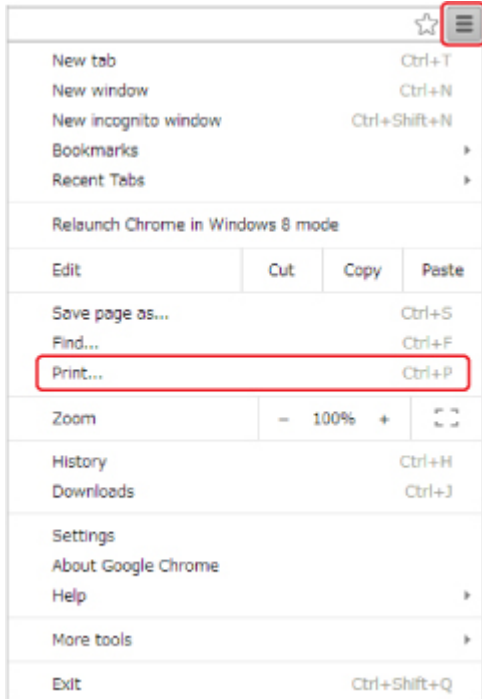 New tab Ctrl+T
New window Ctrl+N
New incognito window Ctrl+Shift+N
Bookmarks
Recent Tabs
Relaunch Chrome in Windows 8 mode
Edit Cut Copy Paste
Save page as... Ctrl+S
Find... Ctrl+F
Print... Ctrl+P
Zoom − 100% +
History Ctrl+H
Downloads Ctrl+J
Settings
About Google Chrome
Help
More tools
Exit Ctrl+Shift+Q